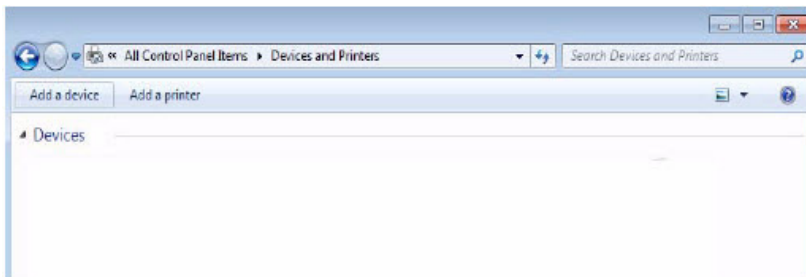 « All Control Panel Items ▸ Devices and Printers Search Devices and Printers
Add a device Add a printer
Devices